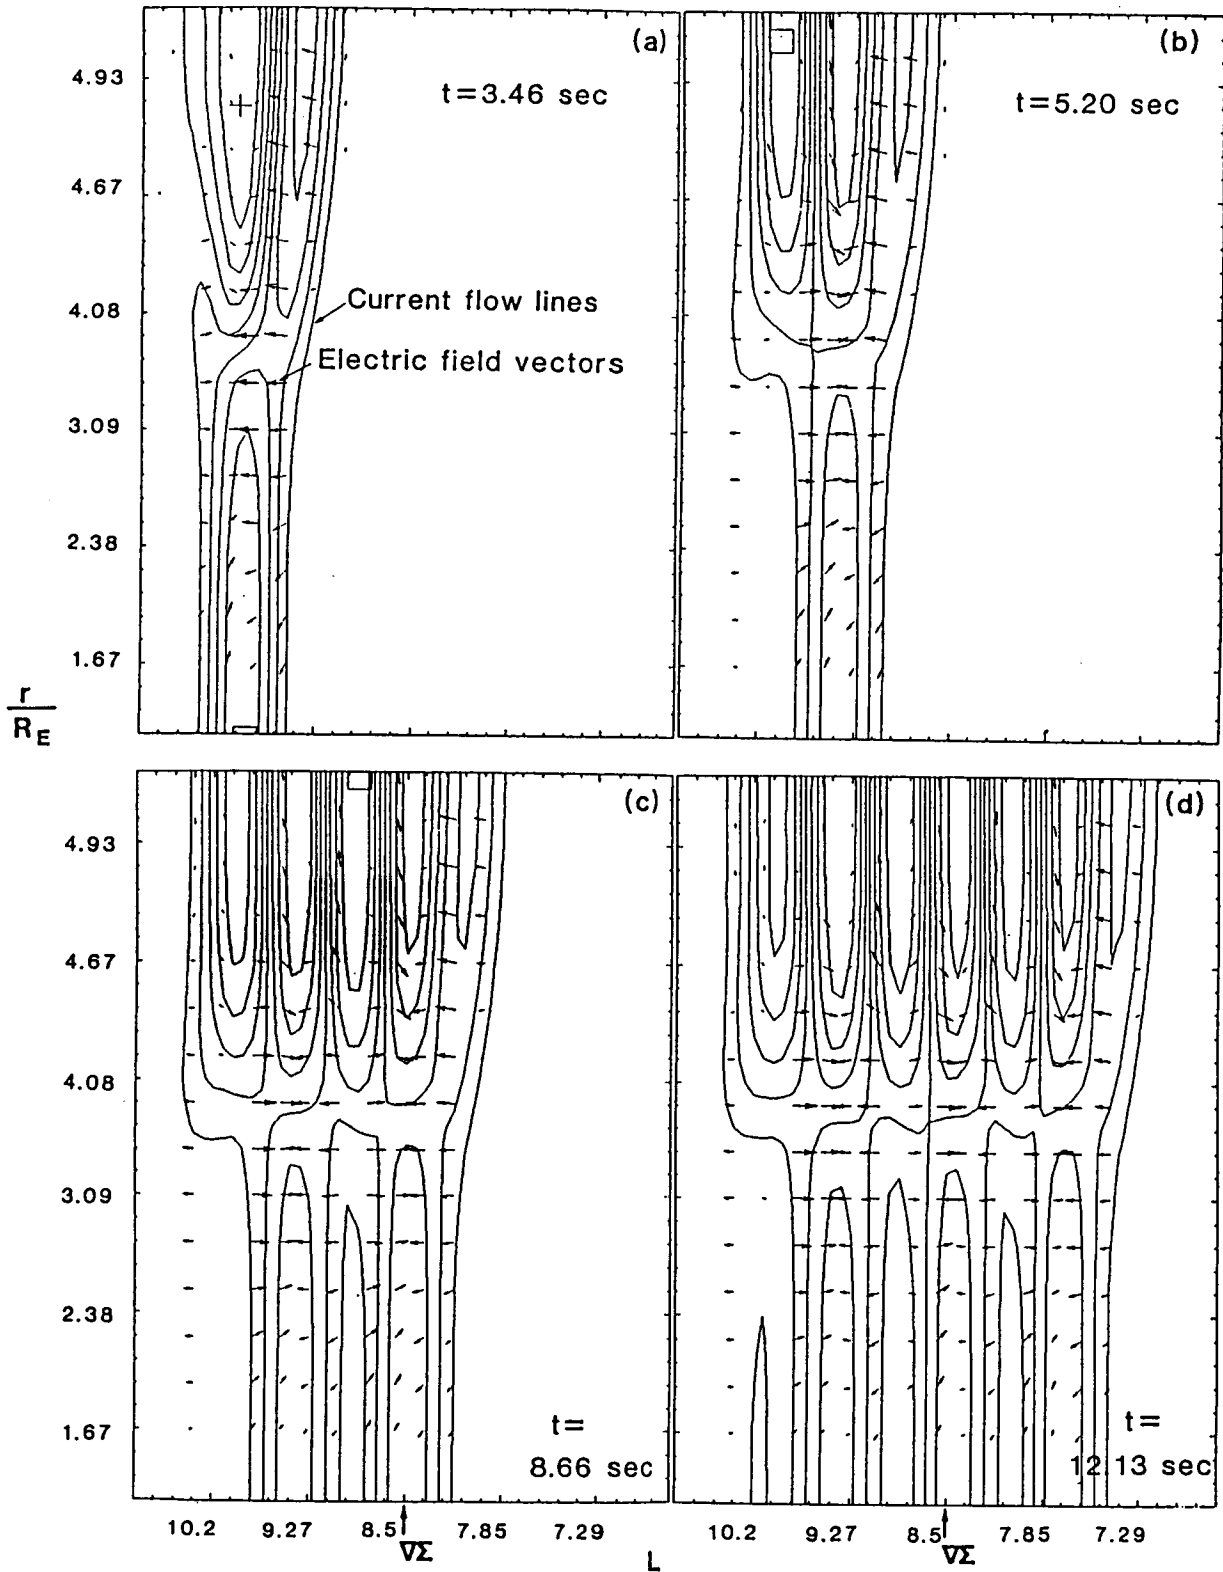 (a)
(b)
t=3.46 sec
t=5.20 sec
4.93
4.67
4.08
3.09
2.38
1.67
Current flow lines
Electric field vectors
r
R E
(c)
(d)
4.93
4.67
4.08
3.09
2.38
1.67
t=
8.66 sec
t=
12.13 sec
10.2 9.27 8.5 7.85 7.29
10.2 9.27 8.5 7.85 7.29
∇Σ
∇Σ
L